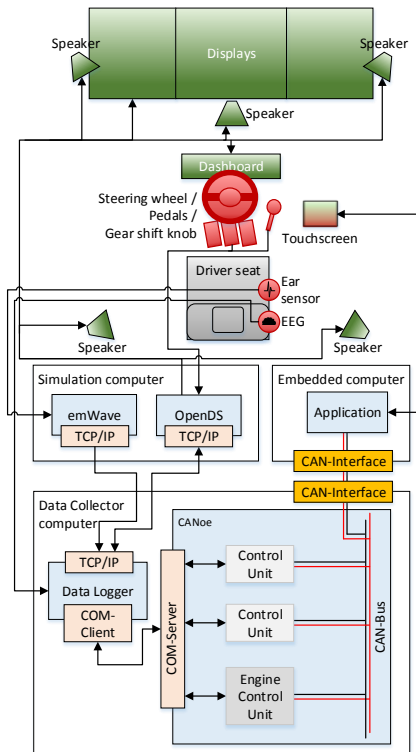 Speaker
Displays
Speaker
Speaker
Dashboard
Steering wheel /
Pedals /
Gear shift knob
Touchscreen
Driver seat
Ear
sensor
EEG
Speaker
Speaker
Simulation computer
Embedded computer
emWave
TCP/IP
OpenDS
TCP/IP
Application
CAN-Interface
CAN-Interface
Data Collector
computer
CANoe
TCP/IP
Data Logger
COM-
Client
COM-Server
Control
Unit
Control
Unit
Engine
Control
Unit
CAN-Bus